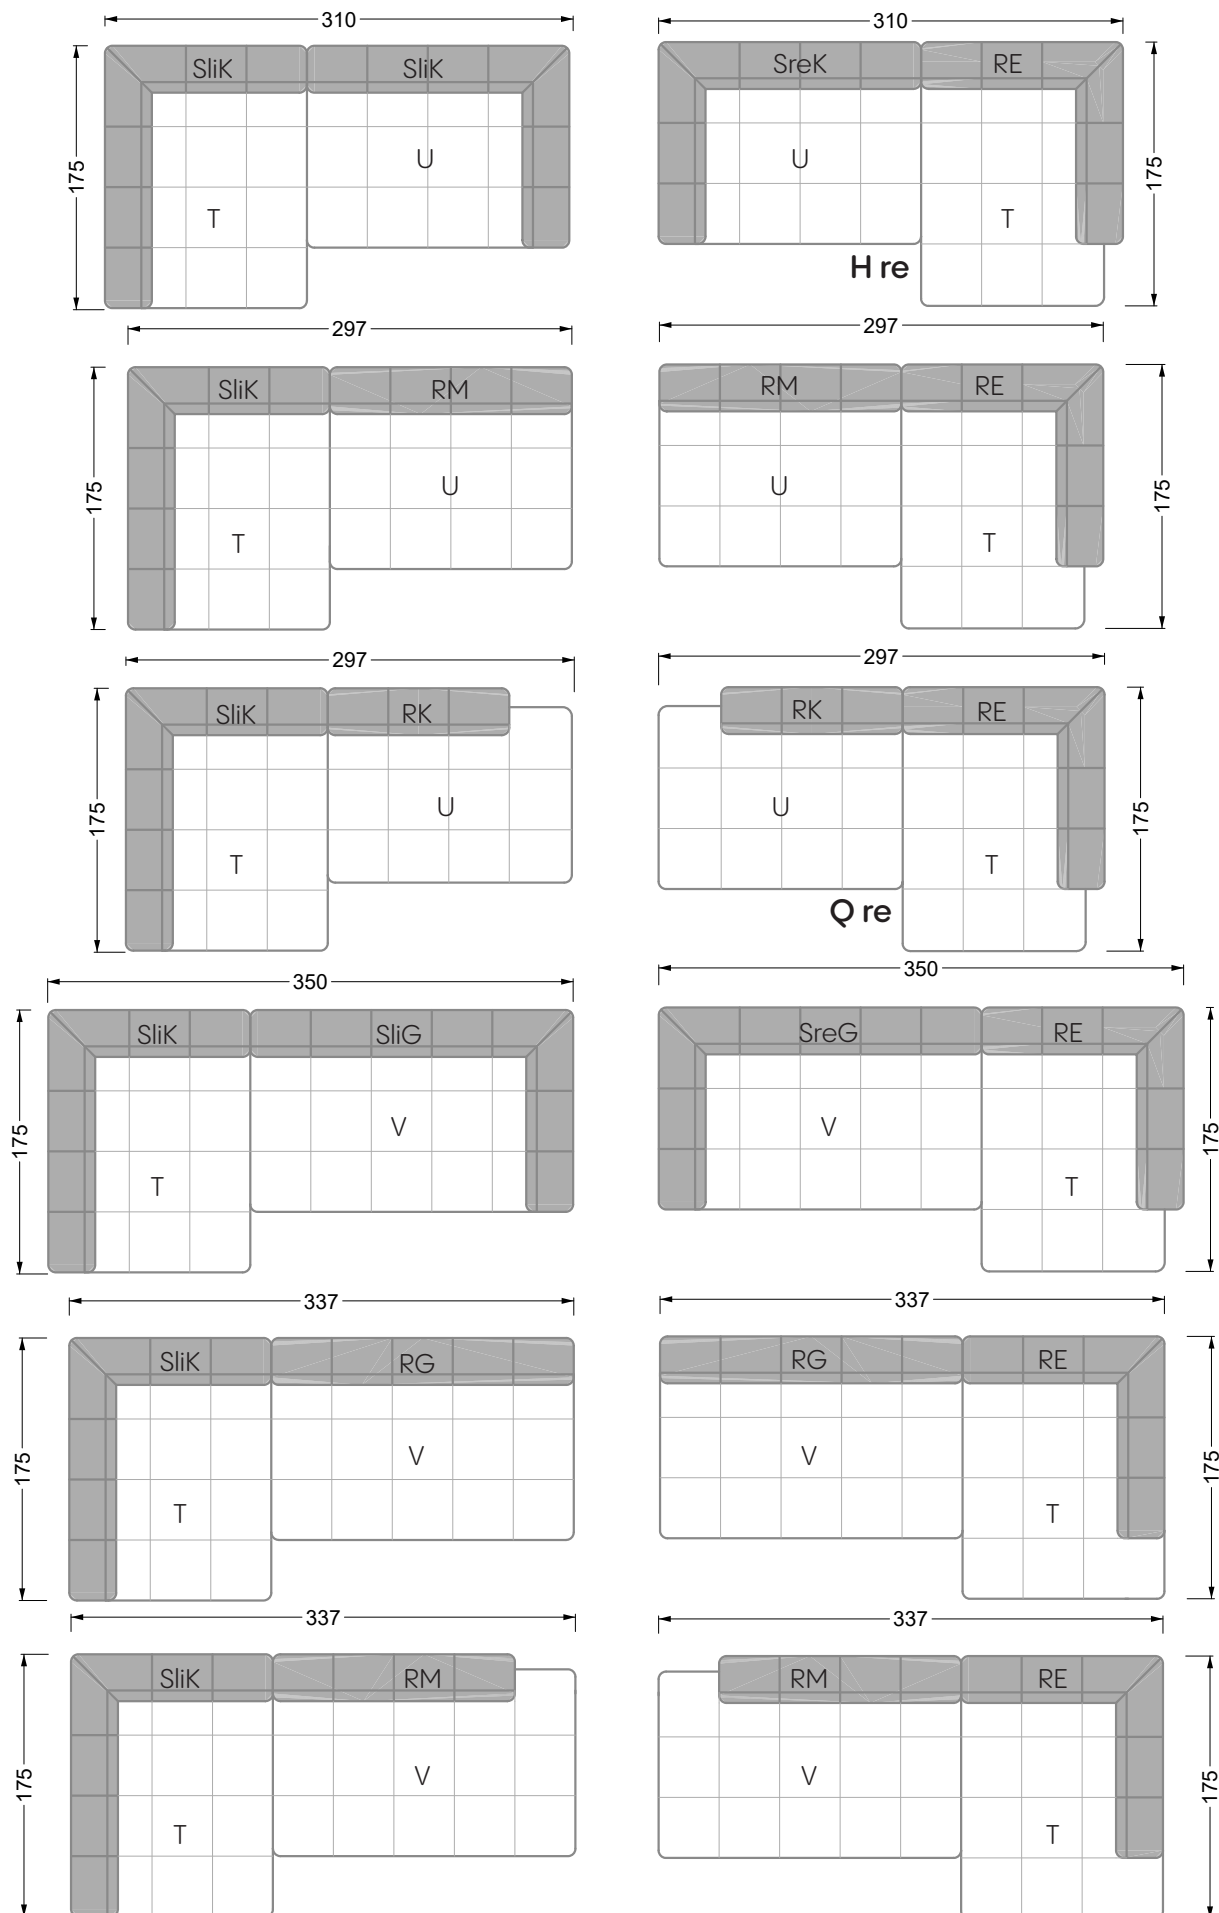 310
310
SliK
SliK
SreK
RE
175
U
U
175
T
T
H re
297
297
SliK
RM
RM
RE
175
U
U
175
T
T
297
297
SliK
RK
RK
RE
175
U
U
175
T
T
Q re
350
350
SliK
SliG
SreG
RE
175
V
V
175
T
T
337
337
SliK
RG
RG
RE
175
V
V
175
T
T
337
337
SliK
RM
RM
RE
175
V
V
175
T
T